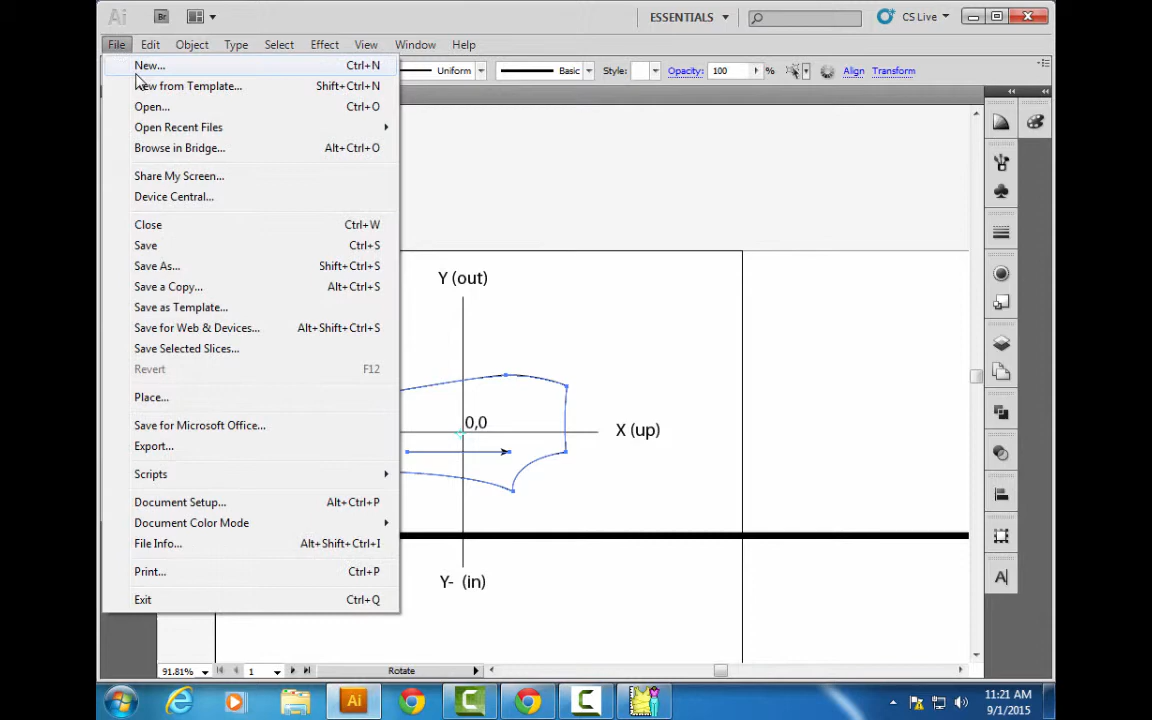 Ai Br ESSENTIALS CS Live
File Edit Object Type Select Effect View Window Help
Uniform Basic Style: Opacity: 100 % Align Transform
New... Ctrl+N
New from Template... Shift+Ctrl+N
Open... Ctrl+O
Open Recent Files
Browse in Bridge... Alt+Ctrl+O
Share My Screen...
Device Central...
Close Ctrl+W
Save Ctrl+S
Save As... Shift+Ctrl+S
Save a Copy... Alt+Ctrl+S
Save as Template...
Save for Web & Devices... Alt+Shift+Ctrl+S
Save Selected Slices...
Revert F12
Place...
Save for Microsoft Office...
Export...
Scripts
Document Setup... Alt+Ctrl+P
Document Color Mode
File Info... Alt+Shift+Ctrl+I
Print... Ctrl+P
Exit Ctrl+Q
Y (out)
0,0
X (up)
Y- (in)
A
91.81% 1 Rotate
Ai
11:21 AM
9/1/2015